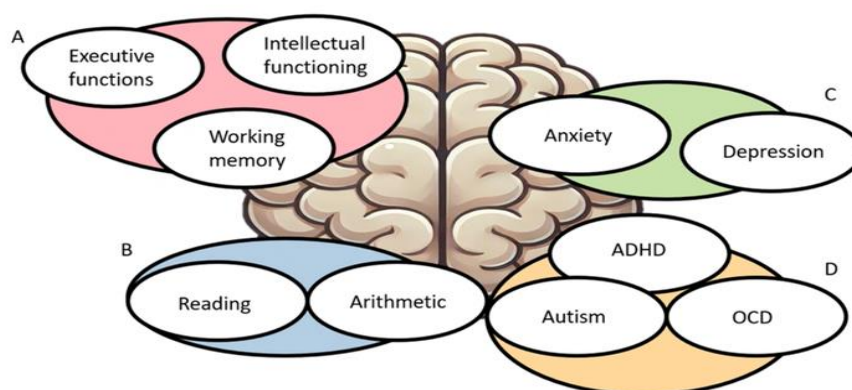 A
Executive
functions
Intellectual
functioning
Working
memory
C
Anxiety
Depression
B
Reading
Arithmetic
D
ADHD
Autism
OCD